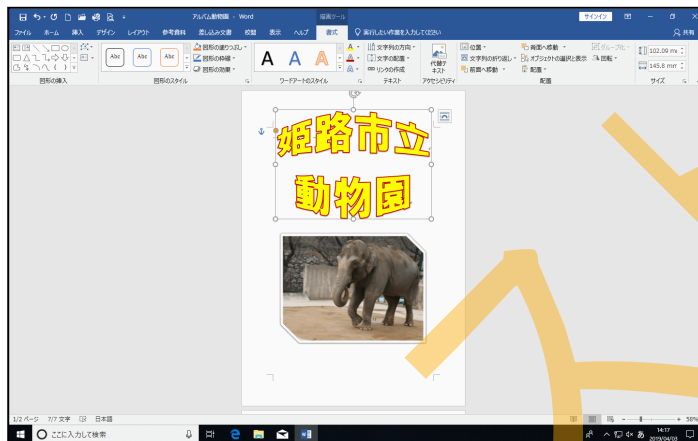 アルバム動物園 - Word
描画ツール
サインイン
ファイル ホーム 挿入 デザイン レイアウト 参考資料 差し込み文書 校閲 表示 ヘルプ 書式 実行したい作業を入力してください 共有
Abc Abc Abc
図形の塗りつぶし
図形の枠線
図形の効果
A A A
文字列の方向
文字の配置
リンクの作成
代替テ
キスト
位置
文字列の折り返し
前面へ移動
背面へ移動
オブジェクトの選択と表示
配置
グループ化
回転
102.09 mm
145.8 mm
図形の挿入 図形のスタイル ワードアートのスタイル テキスト アクセシビリティ 配置 サイズ
姫路市立
動物園
1/2 ページ 7/7 文字 日本語
58%
ここに入力して検索
あ
14:17
2019/04/03